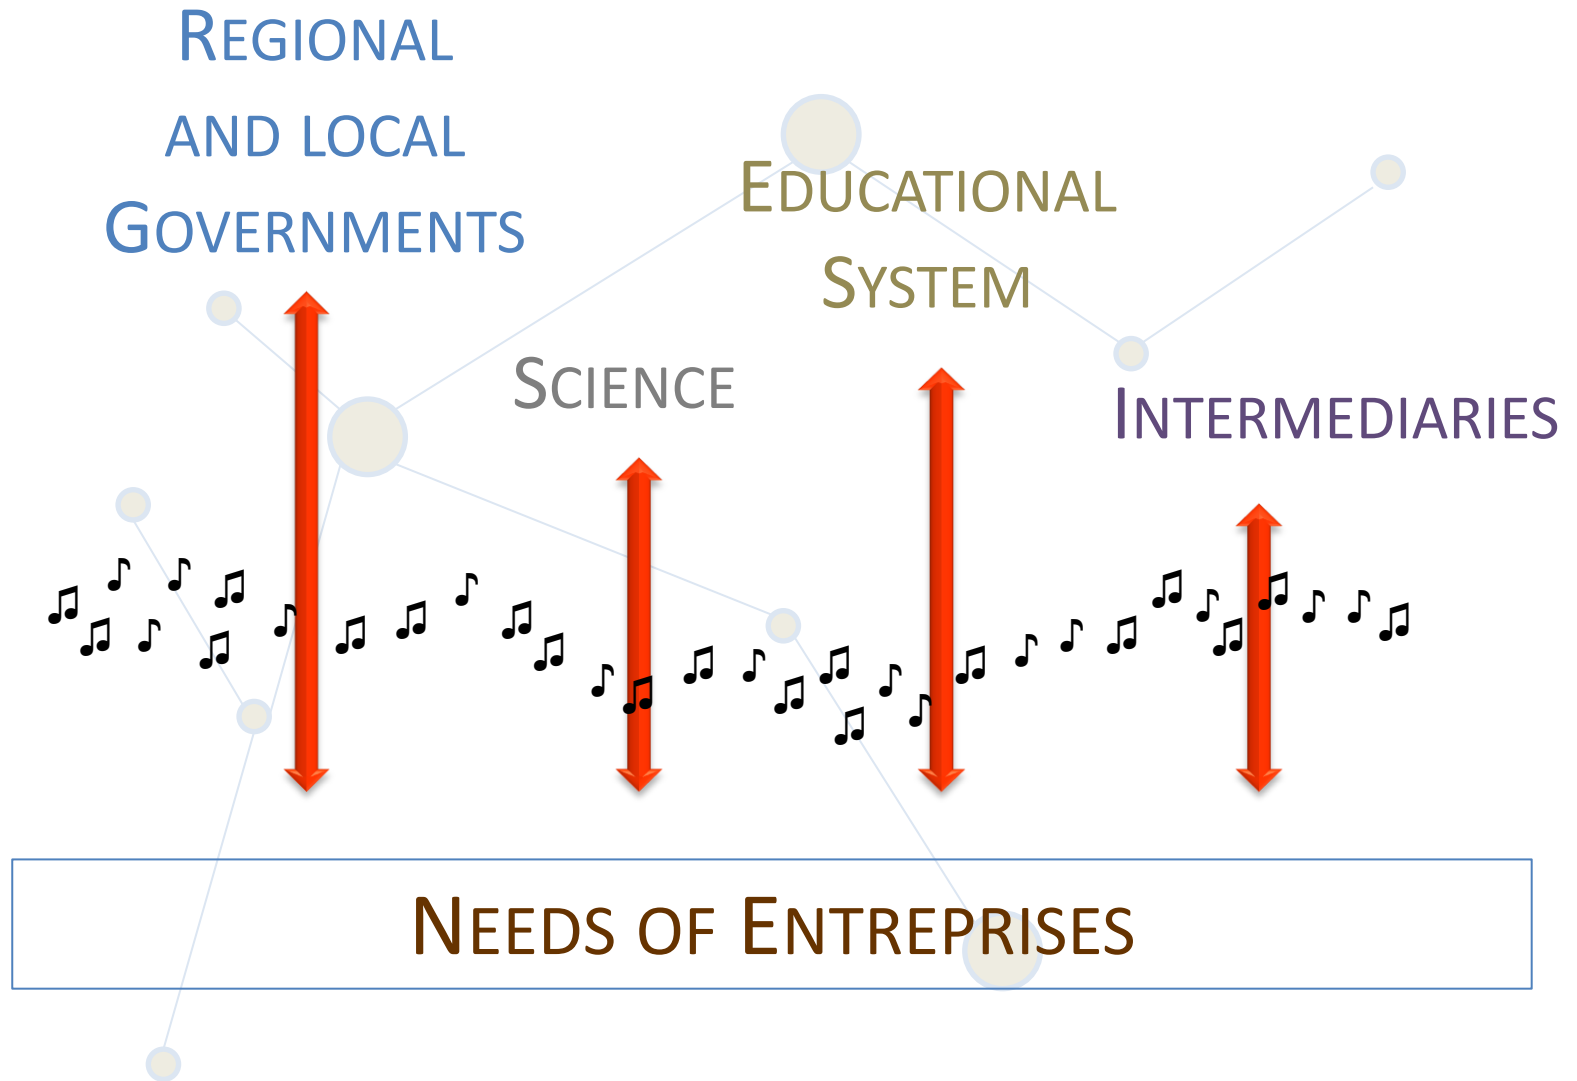 Regional
and local
Governments
Educational
System
Science
Intermediaries
Needs of Entreprises